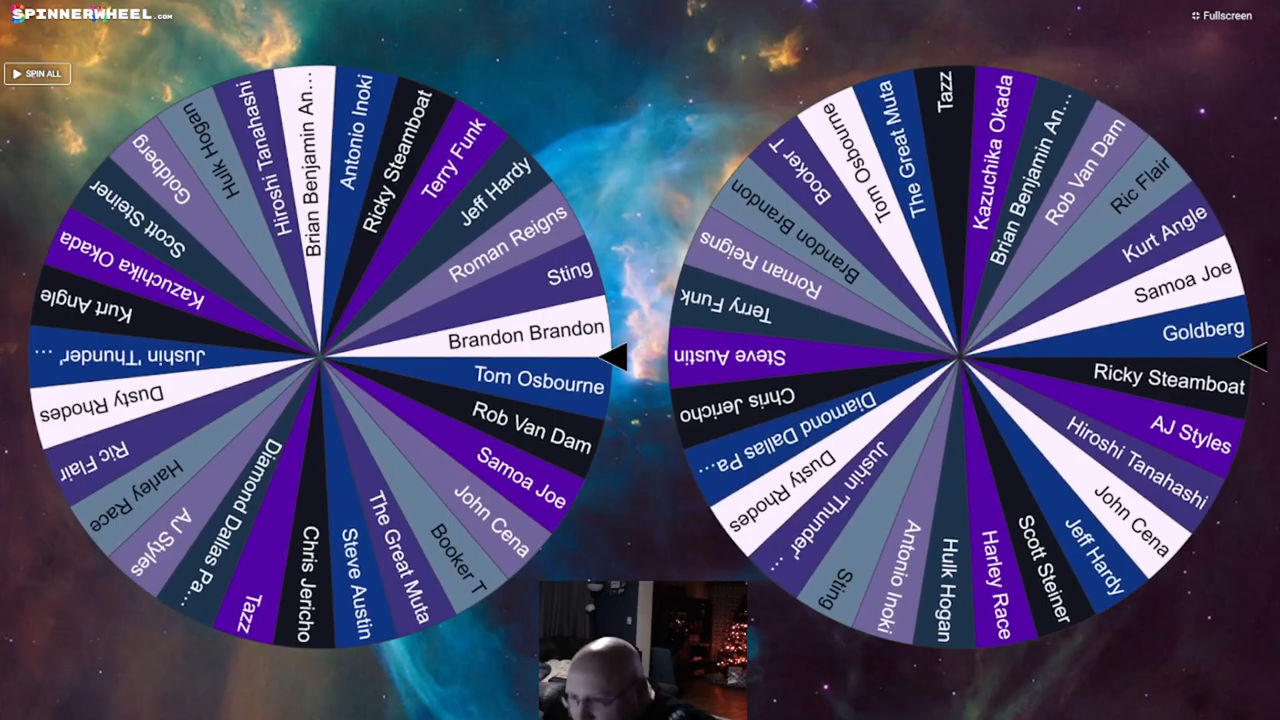 SPINNERWHEEL.COM
Fullscreen
SPIN ALL
Brian Benjamin An...
Antonio Inoki
Ricky Steamboat
Terry Funk
Jeff Hardy
Roman Reigns
Sting
Brandon Brandon
Tom Osbourne
Rob Van Dam
Samoa Joe
John Cena
Booker T
The Great Muta
Steve Austin
Chris Jericho
Tazz
Diamond Dallas Pa...
AJ Styles
Harley Race
Ric Flair
Dusty Rhodes
Jushin 'Thunder' ...
Kurt Angle
Kazuchika Okada
Scott Steiner
Goldberg
Hulk Hogan
Hiroshi Tanahashi
Tazz
Kazuchika Okada
Brian Benjamin An...
Rob Van Dam
Ric Flair
Kurt Angle
Samoa Joe
Goldberg
Ricky Steamboat
AJ Styles
Hiroshi Tanahashi
John Cena
Jeff Hardy
Scott Steiner
Harley Race
Hulk Hogan
Antonio Inoki
Sting
Jushin 'Thunder' ...
Dusty Rhodes
Diamond Dallas Pa...
Chris Jericho
Steve Austin
Terry Funk
Roman Reigns
Brandon Brandon
Booker T
Tom Osbourne
The Great Muta